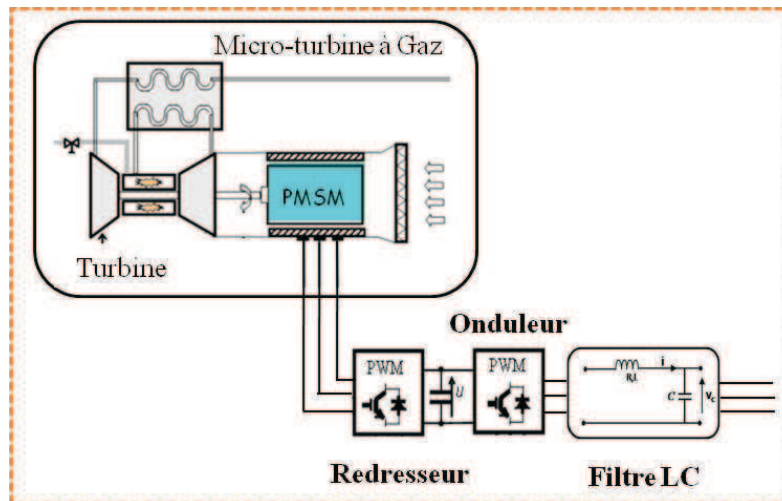 Micro-turbine à Gaz
PMSM
Turbine
Onduleur
PWM
u
PWM
R,L
i
C
Vc
Redresseur
Filtre LC